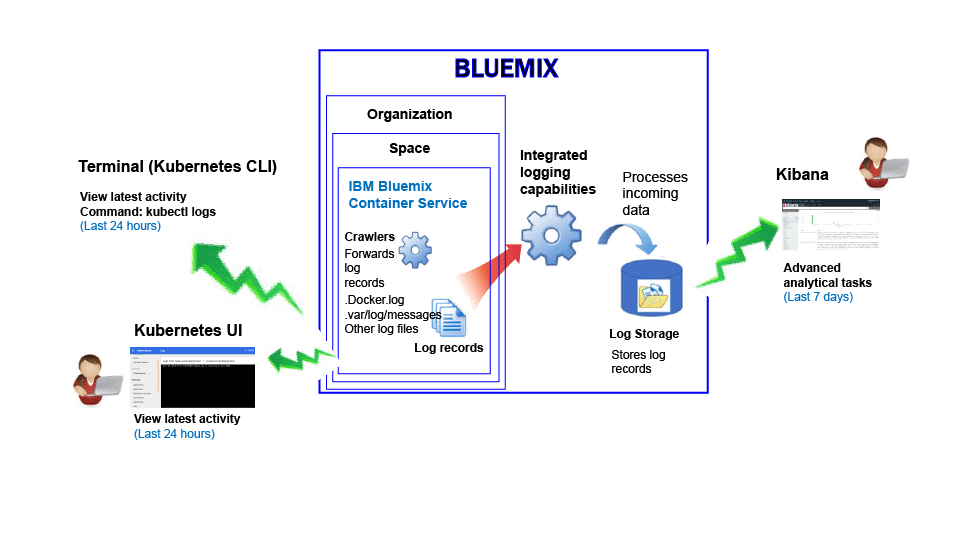 BLUEMIX
Organization
Space
IBM Bluemix
Container Service
Crawlers
Forwards
log
records
.Docker.log
.var/log/messages
Other log files
Log records
Integrated
logging
capabilities
Processes
incoming
data
Log Storage
Stores log
records
Terminal (Kubernetes CLI)
View latest activity
Command: kubectl logs
(Last 24 hours)
Kubernetes UI
View latest activity
(Last 24 hours)
Kibana
kibana
Advanced
analytical tasks
(Last 7 days)